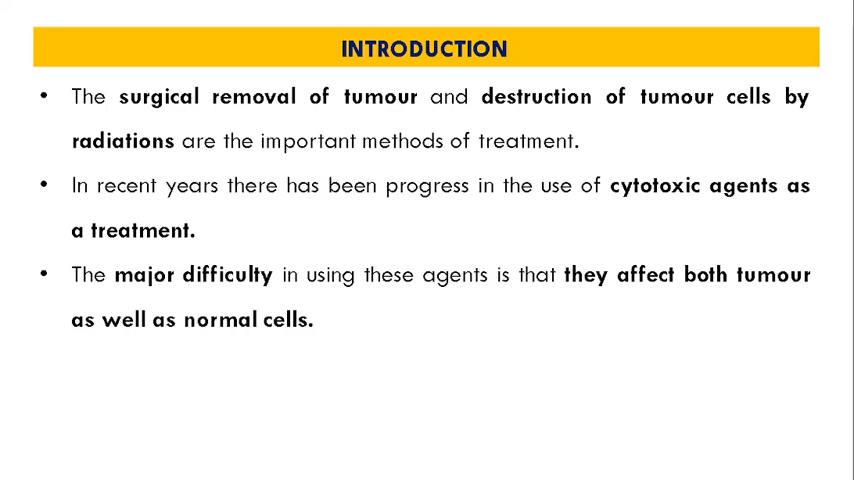 INTRODUCTION
• The surgical removal of tumour and destruction of tumour cells by
radiations are the important methods of treatment.
• In recent years there has been progress in the use of cytotoxic agents as
a treatment.
• The major difficulty in using these agents is that they affect both tumour
as well as normal cells.